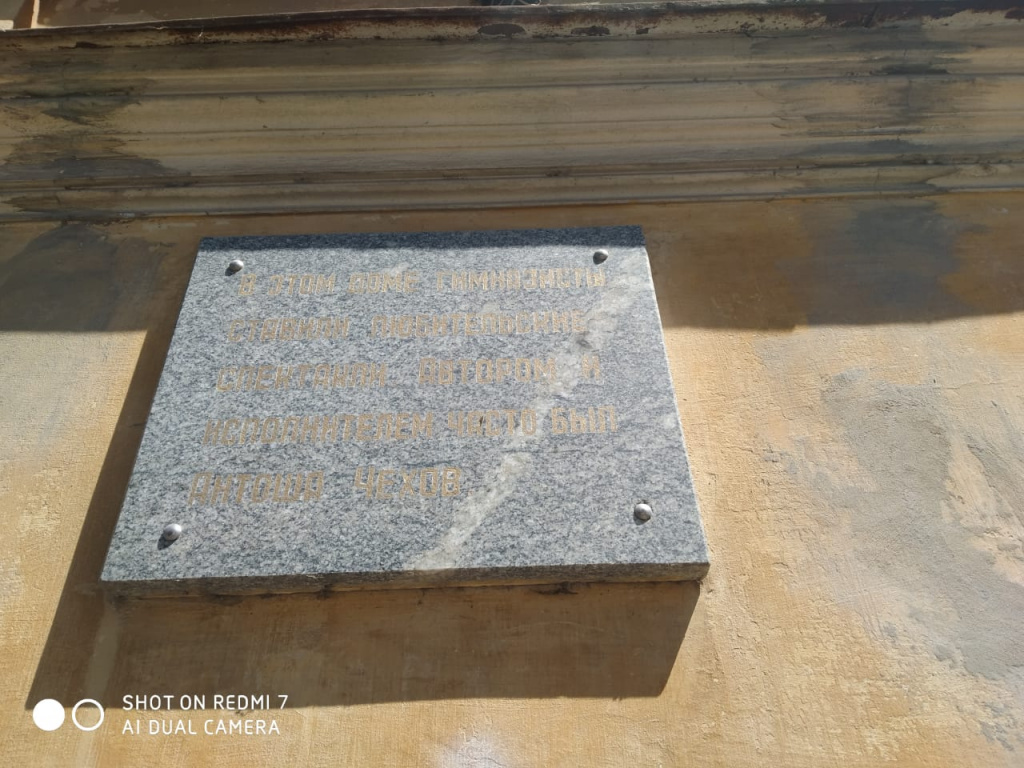 В этом доме гимназисты
ставили любительские
спектакли Автором и
исполнителем часто был
Антоша Чехов
SHOT ON REDMI 7
AI DUAL CAMERA